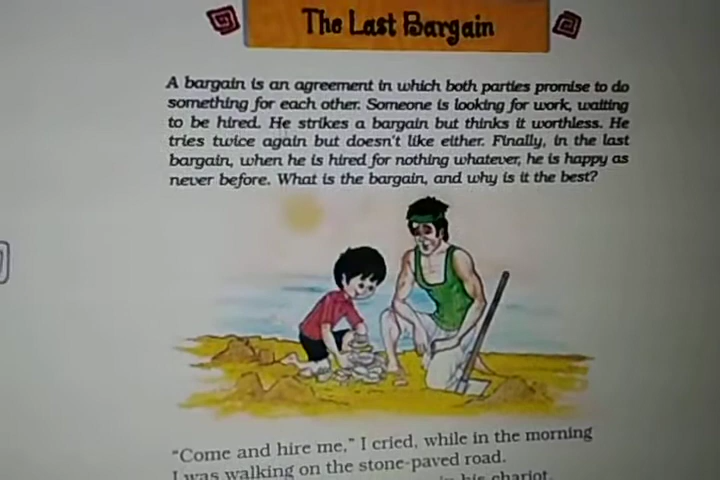 The Last Bargain
A bargain is an agreement in which both parties promise to do
something for each other. Someone is looking for work, waiting
to be hired. He strikes a bargain but thinks it worthless. He
tries twice again but doesn't like either. Finally, in the last
bargain, when he is hired for nothing whatever, he is happy as
never before. What is the bargain, and why is it the best?
"Come and hire me," I cried, while in the morning
I was walking on the stone-paved road.
in his chariot.